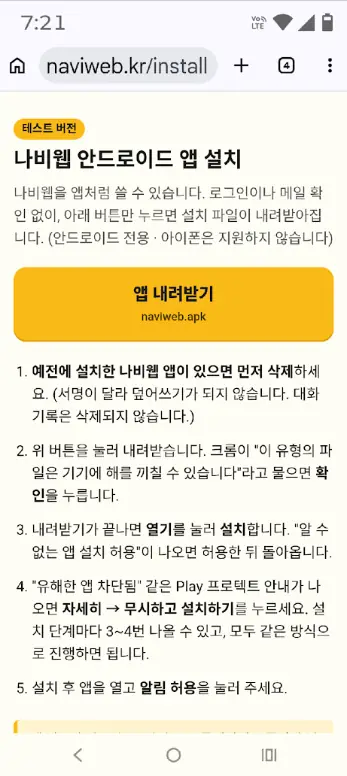 7:21
Vo)) LTE
naviweb.kr/install
4
테스트 버전
나비웹 안드로이드 앱 설치
나비웹을 앱처럼 쓸 수 있습니다. 로그인이나 메일 확
인 없이, 아래 버튼만 누르면 설치 파일이 내려받아집
니다. (안드로이드 전용 · 아이폰은 지원하지 않습니다)
앱 내려받기
naviweb.apk
1. 예전에 설치한 나비웹 앱이 있으면 먼저 삭제하세
요. (서명이 달라 덮어쓰기가 되지 않습니다. 대화
기록은 삭제되지 않습니다.)
2. 위 버튼을 눌러 내려받습니다. 크롬이 "이 유형의 파
일은 기기에 해를 끼칠 수 있습니다"라고 물으면 확
인을 누릅니다.
3. 내려받기가 끝나면 열기를 눌러 설치합니다. "알 수
없는 앱 설치 허용"이 나오면 허용한 뒤 돌아옵니다.
4. "유해한 앱 차단됨" 같은 Play 프로텍트 안내가 나
오면 자세히 → 무시하고 설치하기를 누르세요. 설
치 단계마다 3~4번 나올 수 있고, 모두 같은 방식으
로 진행하면 됩니다.
5. 설치 후 앱을 열고 알림 허용을 눌러 주세요.